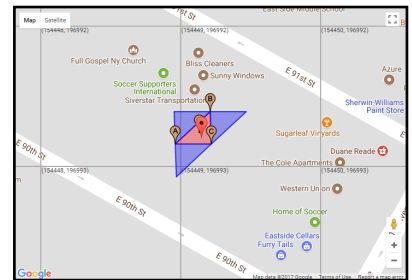 East Side Middle School
Map Satellite
E 91st St
(154448, 196992)
(154449, 196992)
(154450, 196992)
Full Gospel Ny Church
Bliss Cleaners
Sunny Windows
Azure
Soccer Supporters
International
E 91st St
Siverstar Transportation
B
Sherwin-Williams
Paint Store
Sugarleaf Vinyards
A
C
Duane Reade
E 90th St
The Cole Apartments
(154448, 196993)
(154449, 196993)
(154450, 196993)
m
Western Union
E 90th St
Home of Soccer
Eastside Cellars
Furry Tails
E 90th St
+
−
Google
Map data ©2017 Google Terms of Use Report a map error